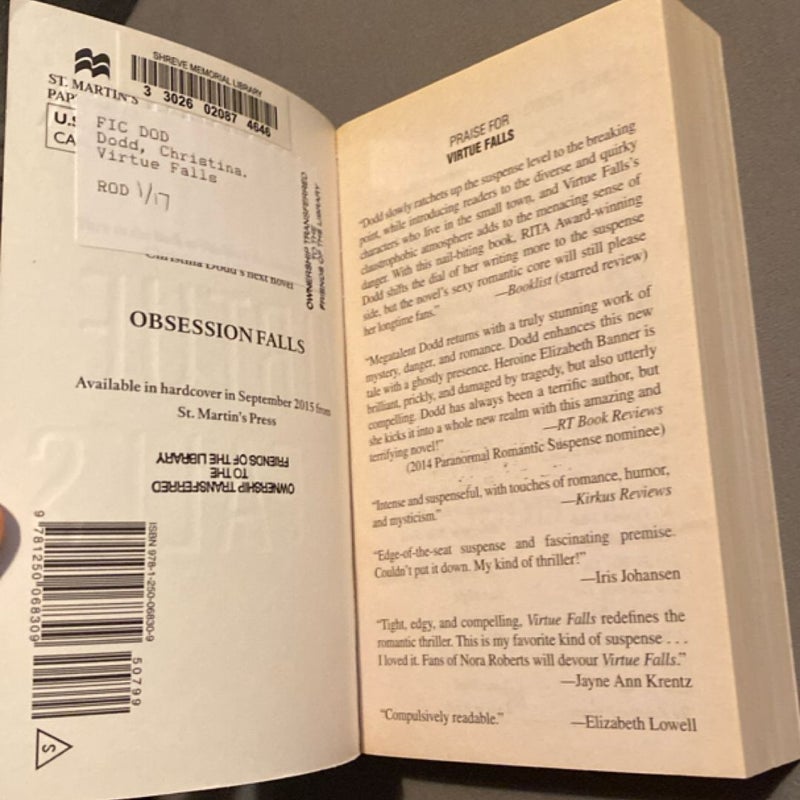 SHREVE MEMORIAL LIBRARY
3 3026 02087 4646
ST. MARTIN'S
PAP
U.S
CA
FIC DOD
Dodd, Christina.
Virtue Falls
ROD 1/17
OWNERSHIP TRANSFERRED
TO THE
FRIENDS OF THE LIBRARY
Christina Dodd's next novel
OBSESSION FALLS
Available in hardcover in September 2015 from
St. Martin's Press
OWNERSHIP TRANSFERRED
TO THE
FRIENDS OF THE LIBRARY
ISBN 978-1-250-06830-9
9 781250 068309
50799
S
PRAISE FOR
VIRTUE FALLS
"Dodd slowly ratchets up the suspense level to the breaking
point, while introducing readers to the diverse and quirky
characters who live in the small town, and Virtue Falls's
claustrophobic atmosphere adds to the menacing sense of
danger. With this nail-biting book, RITA Award-winning
Dodd shifts the dial of her writing more to the suspense
side, but the novel's sexy romantic core will still please
her longtime fans."
—Booklist (starred review)
"Megatalent Dodd returns with a truly stunning work of
mystery, danger, and romance. Dodd enhances this new
tale with a ghostly presence. Heroine Elizabeth Banner is
brilliant, prickly, and damaged by tragedy, but also utterly
compelling. Dodd has always been a terrific author, but
she kicks it into a whole new realm with this amazing and
terrifying novel!"
—RT Book Reviews
(2014 Paranormal Romantic Suspense nominee)
"Intense and suspenseful, with touches of romance, humor,
and mysticism."
—Kirkus Reviews
"Edge-of-the-seat suspense and fascinating premise.
Couldn't put it down. My kind of thriller!"
—Iris Johansen
"Tight, edgy, and compelling, Virtue Falls redefines the
romantic thriller. This is my favorite kind of suspense . . .
I loved it. Fans of Nora Roberts will devour Virtue Falls."
—Jayne Ann Krentz
"Compulsively readable."
—Elizabeth Lowell